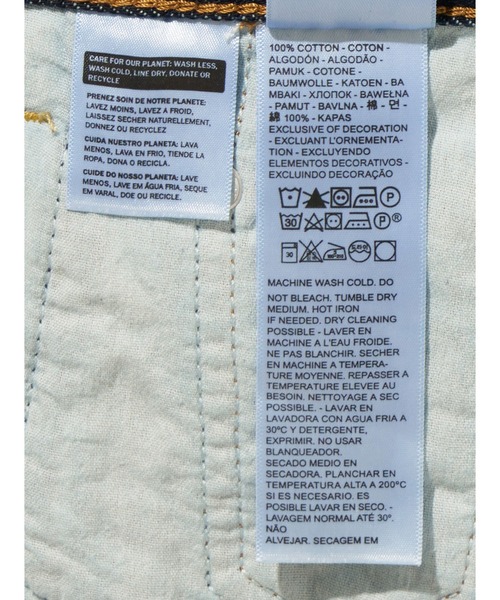 CARE FOR OUR PLANET: WASH LESS,
WASH COLD, LINE DRY, DONATE OR
RECYCLE
PRENEZ SOIN DE NOTRE PLANETE:
LAVEZ MOINS, LAVEZ A FROID,
LAISSEZ SECHER NATURELLEMENT,
DONNEZ OU RECYCLEZ
CUIDA NUESTRO PLANETA: LAVA
MENOS, LAVA EN FRIO, TIENDE LA
ROPA, DONA O RECICLA.
CUIDE DO NOSSO PLANETA: LAVE
MENOS, LAVE EM ÁGUA FRIA, SEQUE
EM VARAL, DOE OU RECICLE.
100% COTTON - COTON -
ALGODÓN - ALGODÃO -
PAMUK - COTONE -
BAUMWOLLE - KATOEN - BA
MBAKI - ХЛОПОК - BAWEŁNA
- PAMUT - BAVLNA - 棉 - 면 -
綿 100% - KAPAS
EXCLUSIVE OF DECORATION
- EXCLUANT L'ORNEMENTA-
TION - EXCLUYENDO
ELEMENTOS DECORATIVOS -
EXCLUINDO DECORAÇÃO
P
30 P®
30
MACHINE WASH COLD. DO
NOT BLEACH. TUMBLE DRY
MEDIUM. HOT IRON
IF NEEDED. DRY CLEANING
POSSIBLE - LAVER EN
MACHINE A L'EAU FROIDE.
NE PAS BLANCHIR. SECHER
EN MACHINE A TEMPERA-
TURE MOYENNE. REPASSER A
TEMPERATURE ELEVEE AU
BESOIN. NETTOYAGE A SEC
POSSIBLE. - LAVAR EN
LAVADORA CON AGUA FRIA A
30ºC Y DETERGENTE,
EXPRIMIR. NO USAR
BLANQUEADOR.
SECADO MEDIO EN
SECADORA. PLANCHAR EN
TEMPERATURA ALTA A 200°C
SI ES NECESARIO. ES
POSIBLE LAVAR EN SECO. -
LAVAGEM NORMAL ATÉ 30°.
NÃO
ALVEJAR. SECAGEM EM